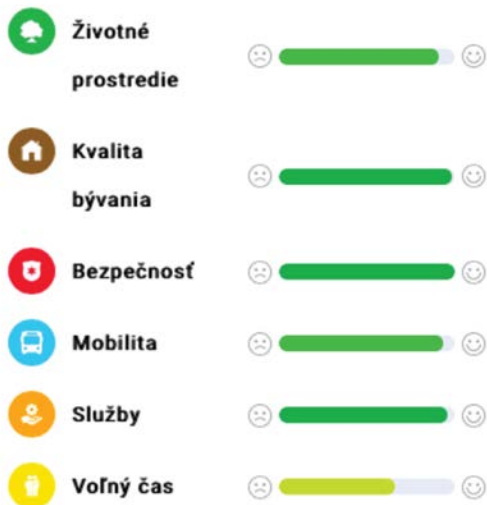 Životné
prostredie
Kvalita
bývania
Bezpečnosť
Mobilita
Služby
Voľný čas